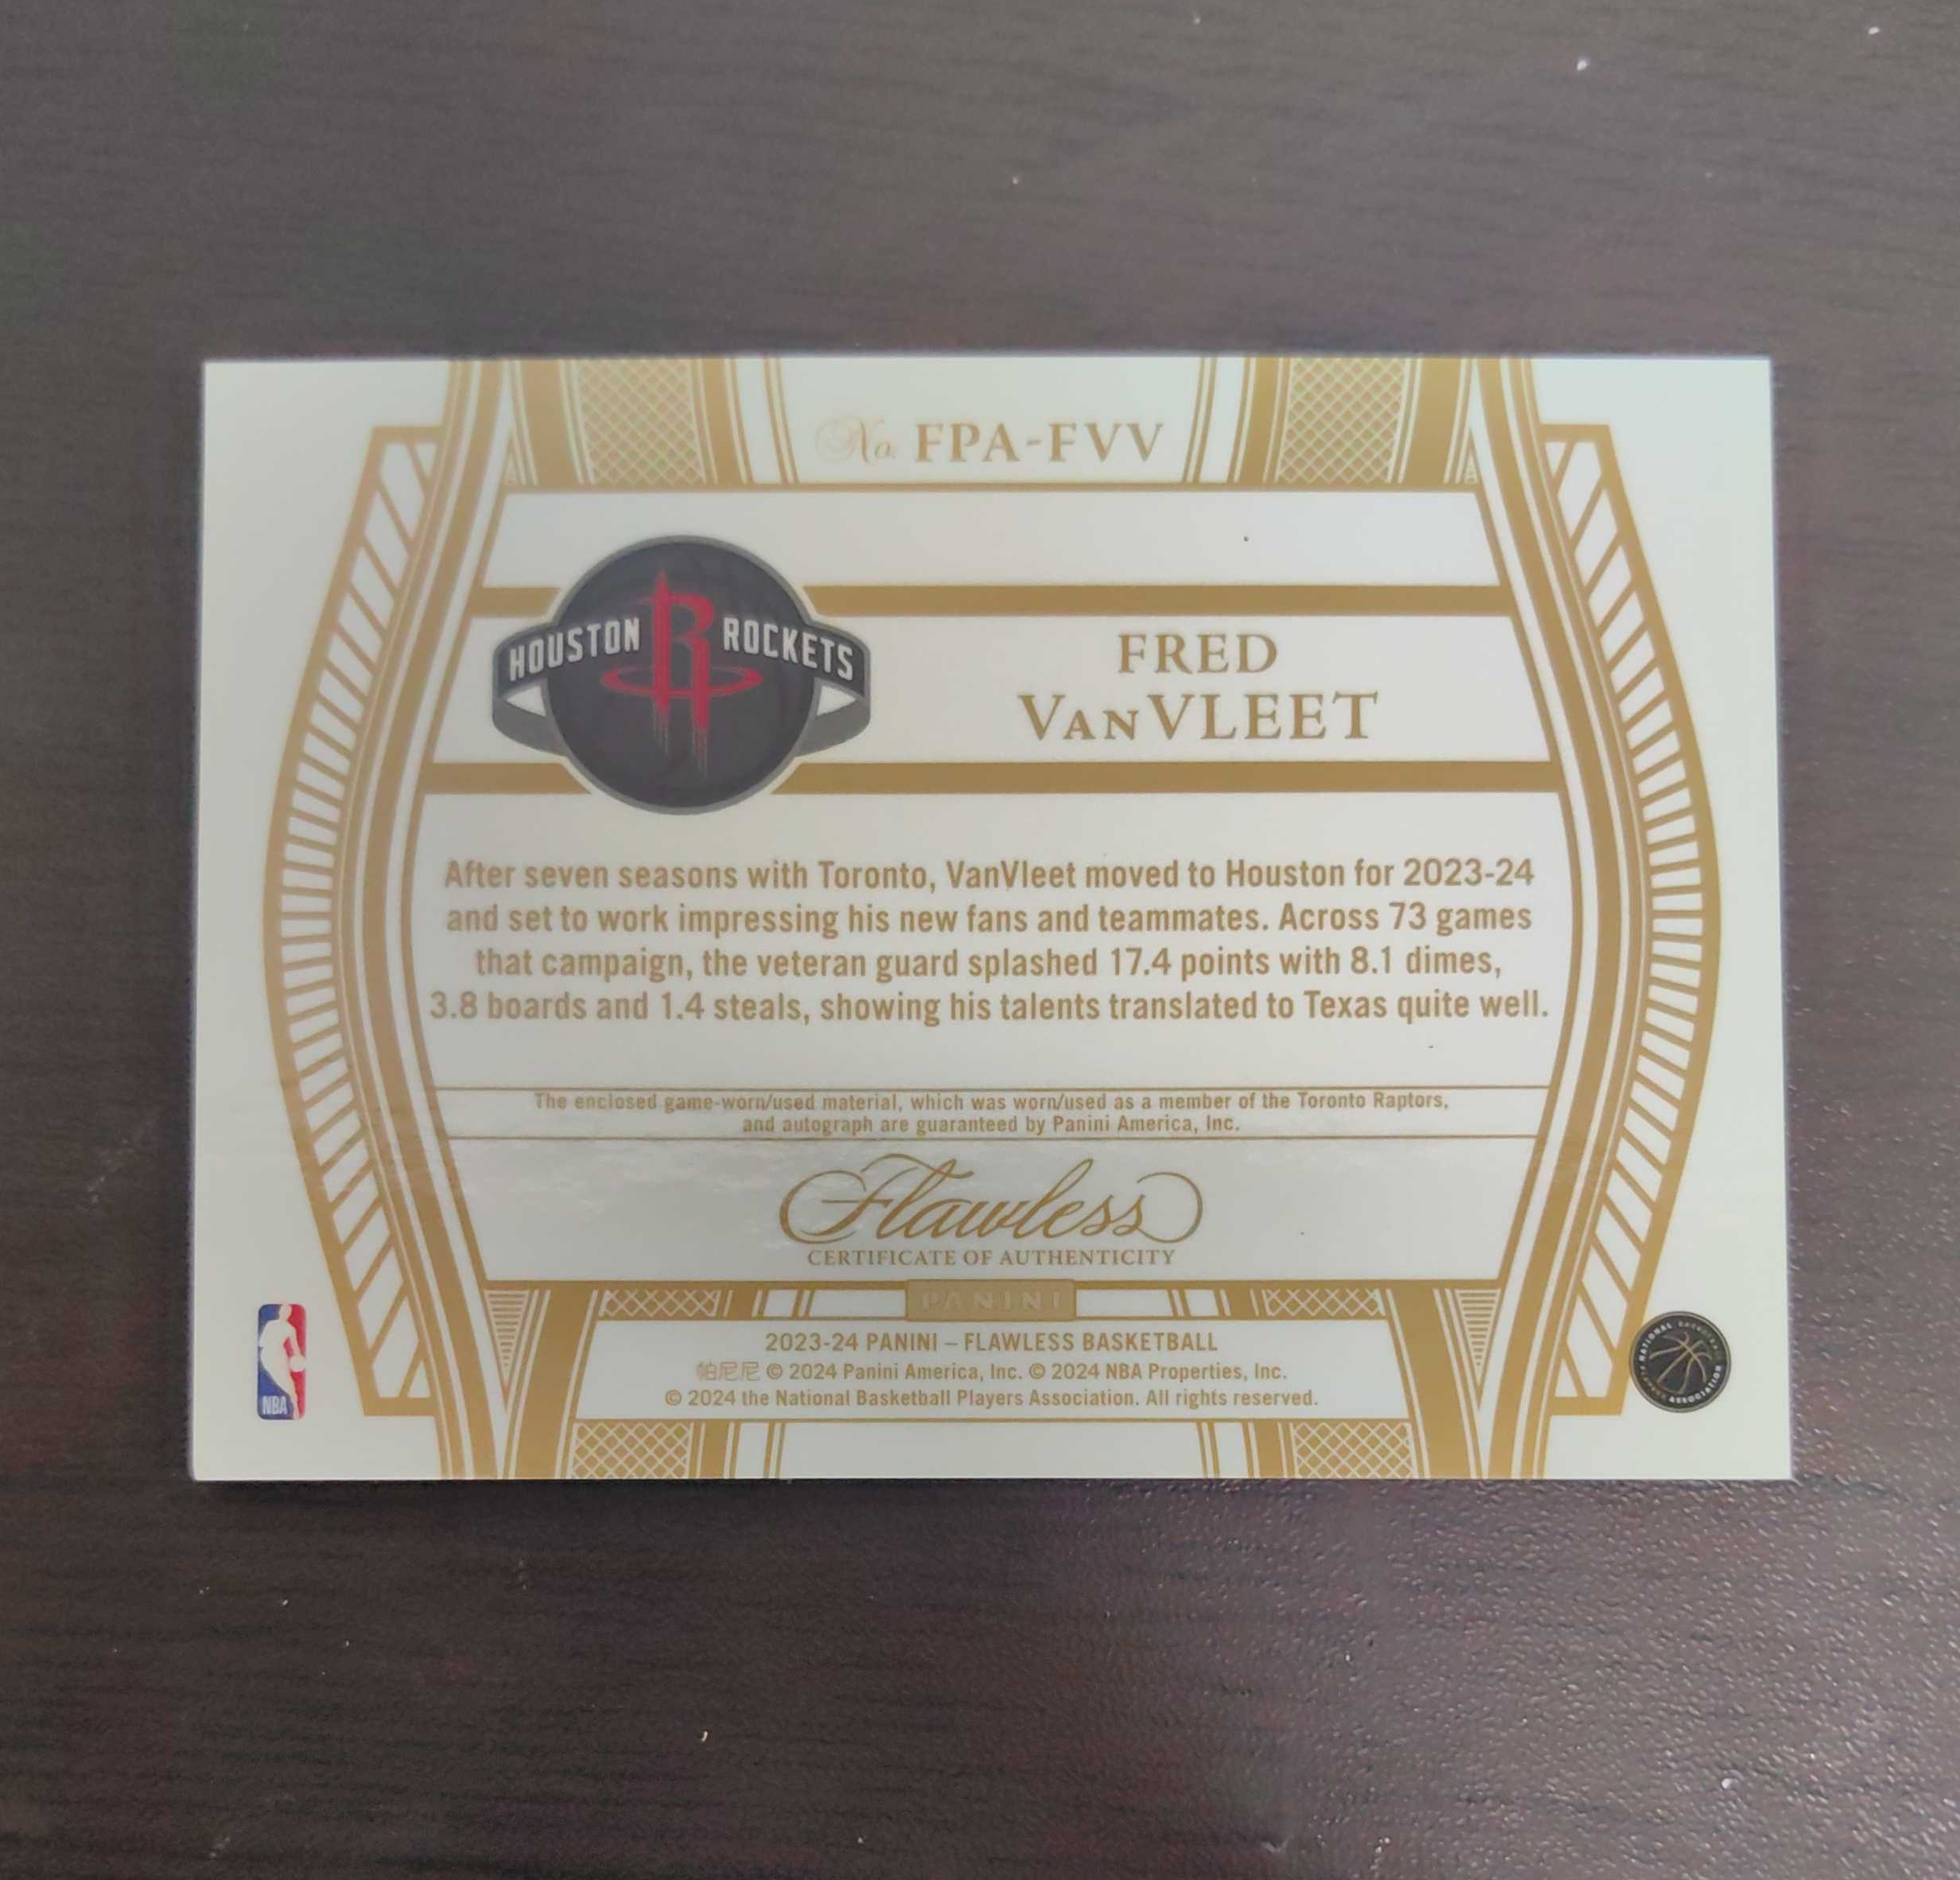 No. FPA-FVV
HOUSTON ROCKETS
FRED
VANVLEET
After seven seasons with Toronto, VanVleet moved to Houston for 2023-24
and set to work impressing his new fans and teammates. Across 73 games
that campaign, the veteran guard splashed 17.4 points with 8.1 dimes,
3.8 boards and 1.4 steals, showing his talents translated to Texas quite well.
The enclosed game-worn/used material, which was worn/used as a member of the Toronto Raptors,
and autograph are guaranteed by Panini America, Inc.
Flawless
CERTIFICATE OF AUTHENTICITY
PANINI
2023-24 PANINI – FLAWLESS BASKETBALL
帕尼尼 © 2024 Panini America, Inc. © 2024 NBA Properties, Inc.
© 2024 the National Basketball Players Association. All rights reserved.
NBA
NATIONAL BASKETBALL PLAYERS ASSOCIATION